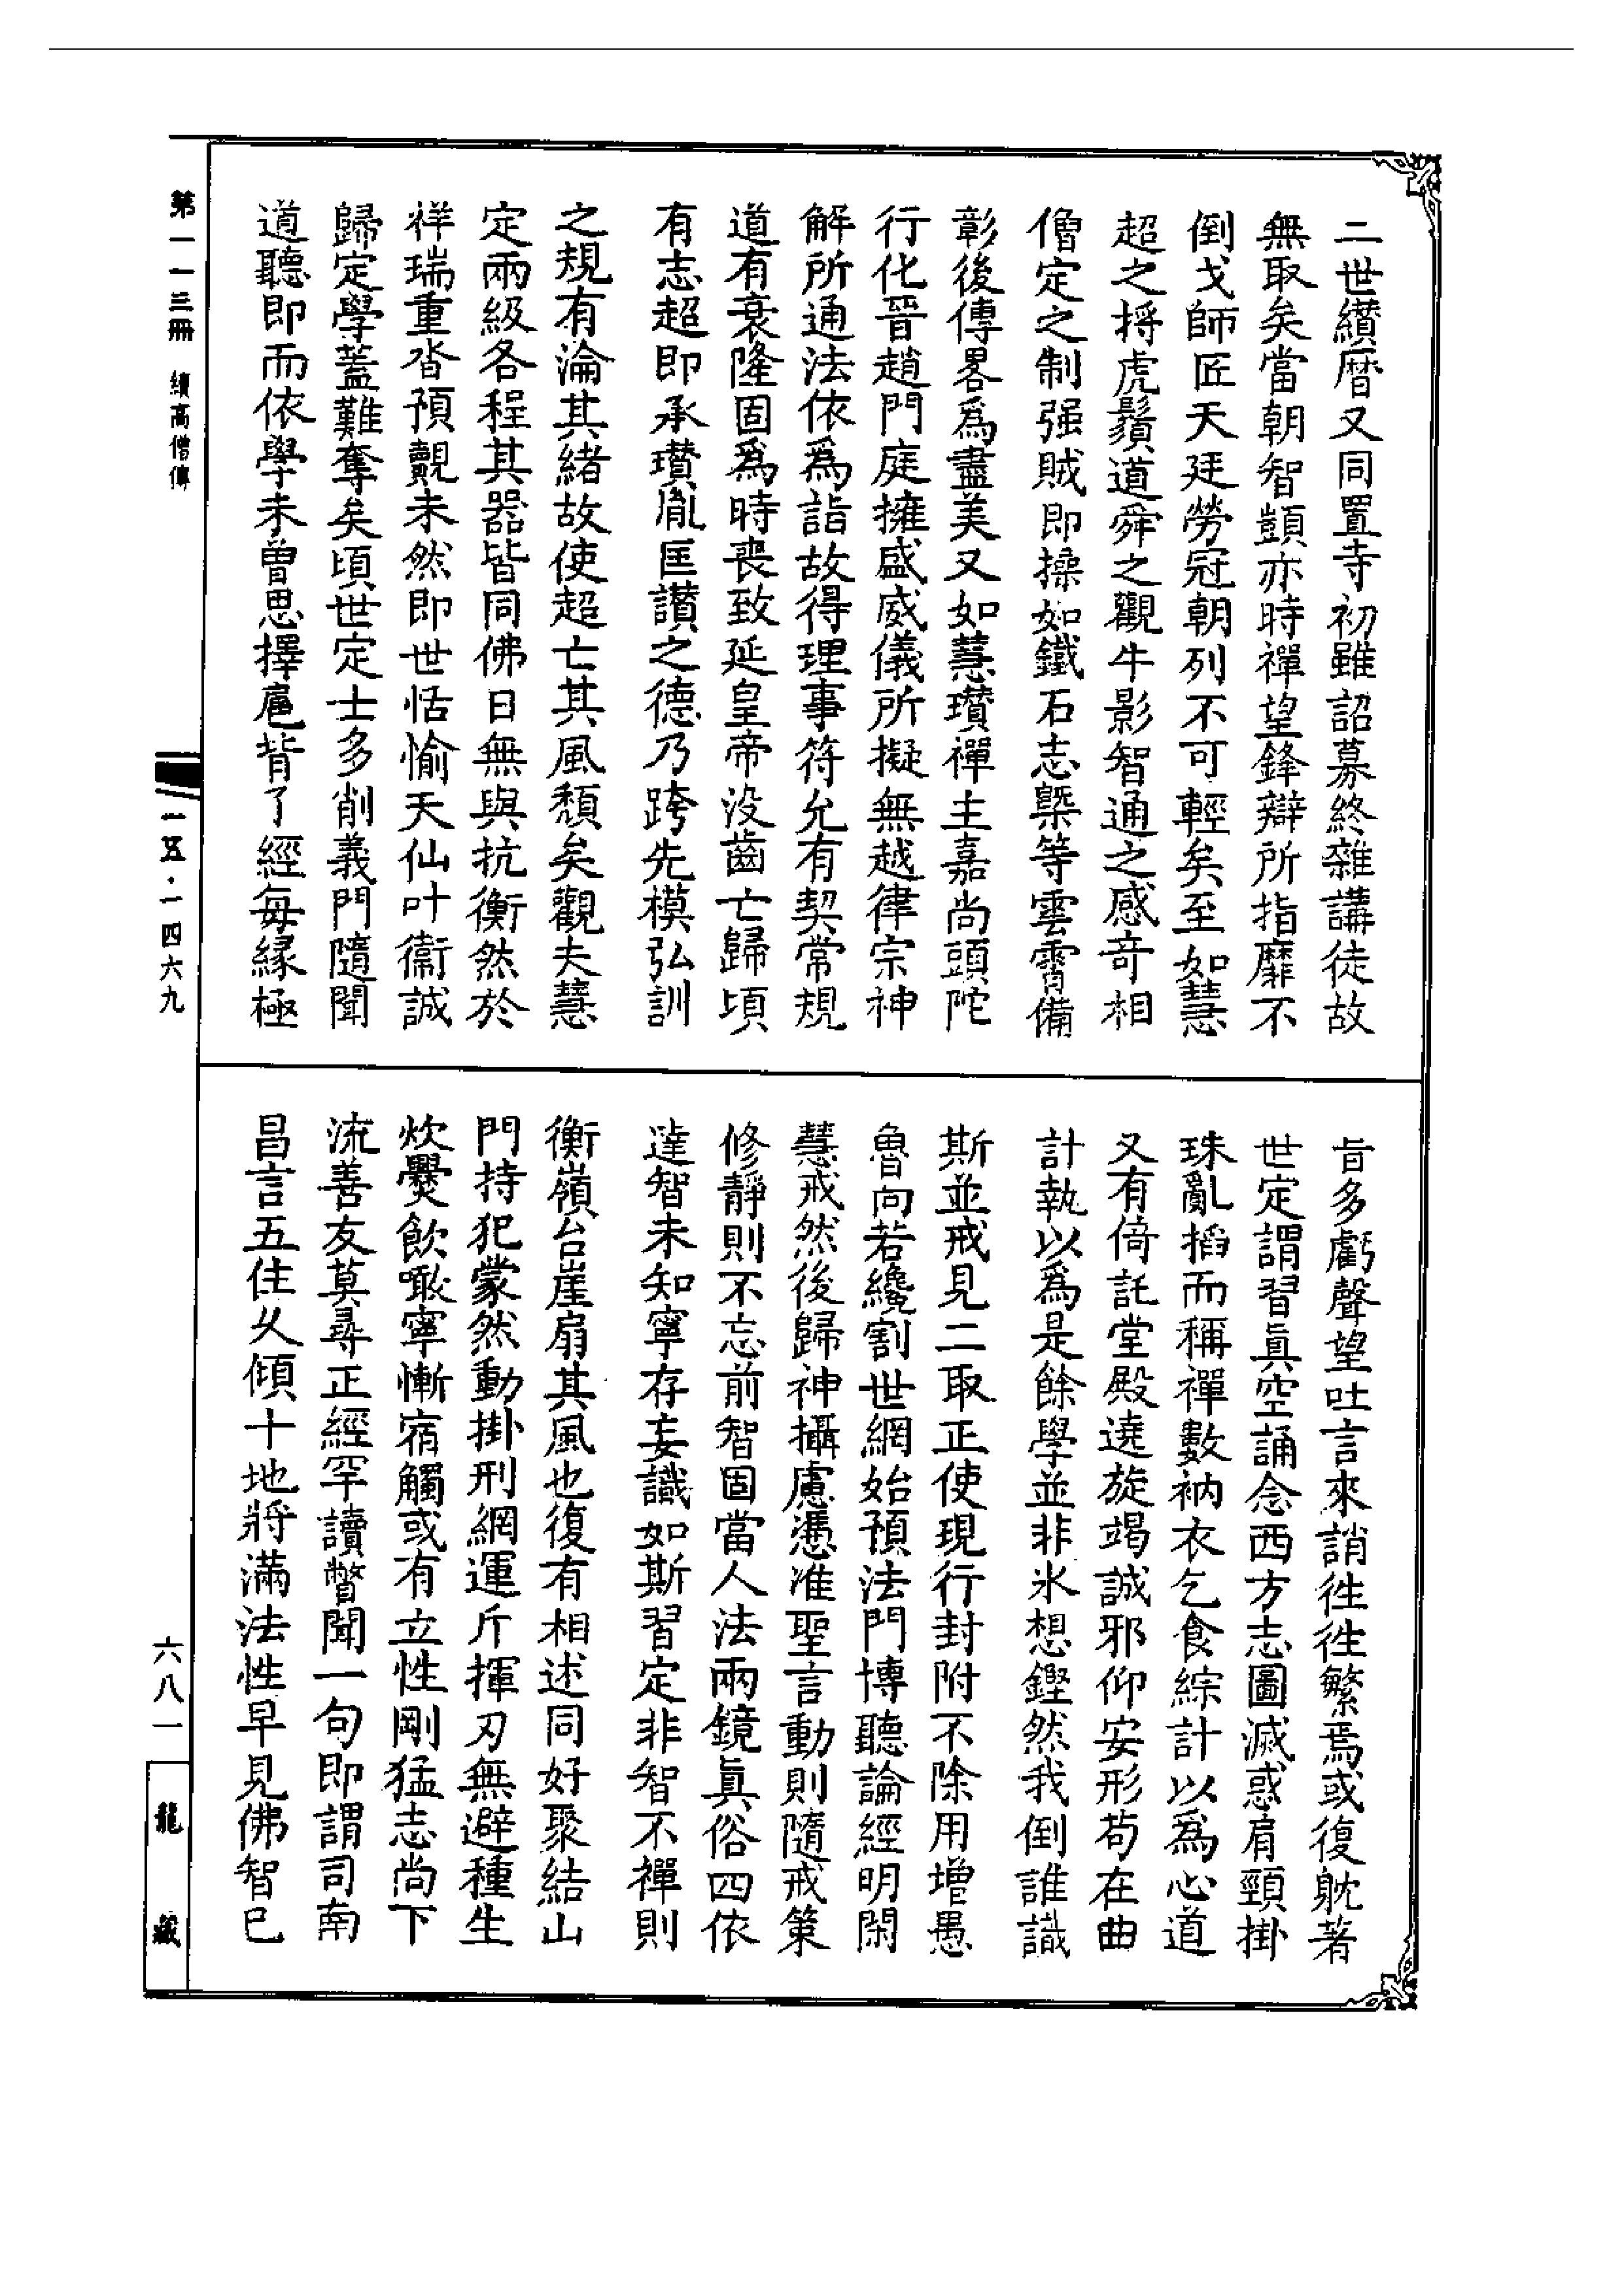 二世纘曆又同置寺初雖詔募終雜講徒故
無取矣當朝智顗亦時禪望鋒辯所指靡不
倒戈師匠天廷勞冠朝列不可輕矣至如慧
超之捋虎鬚道舜之觀牛影智通之感奇相
僧定之制强賊即操如鐵石志槩等雲霄備
彰後傳畧爲盡美又如慧瓚禪主嘉尚頭陀
行化晉趙門庭擁盛威儀所擬無越律宗神
解所通法依爲詣故得理事符允有契常規
道有衰隆固爲時喪致延皇帝没齒亡歸頃
有志超即承瓚胤匡讚之德乃跨先模弘訓
之規有淪其緒故使超亡其風頽矣觀夫慧
定兩級各程其器皆同佛日無與抗衡然於
祥瑞重沓預覿未然即世恬愉天仙叶衞誠
歸定學蓋難奪矣頃世定士多削義門隨聞
道聽即而依學未曾思擇扈背了經每縁極
旨多虧聲望吐言來誚徃徃繁焉或復躭著
世定謂習眞空誦念西方志圖滅惑肩頸掛
珠亂搯而稱禪數衲衣乞食綜計以爲心道
又有倚託堂殿遶旋竭誠邪仰安形苟在曲
計執以爲是餘學並非氷想鏗然我倒誰識
斯並戒見二取正使現行封附不除用增愚
魯向若纔割世網始預法門博聽論經明閑
慧戒然後歸神攝慮憑准聖言動則隨戒策
修靜則不忘前智固當人法兩鏡眞俗四依
達智未知寧存妄識如斯習定非智不禪則
衡嶺台崖扇其風也復有相述同好聚結山
門持犯蒙然動掛刑網運斤揮刃無避種生
炊爨飲噉寧慚宿觸或有立性剛猛志尚下
流善友莫尋正經罕讀瞥聞一句即謂司南
昌言五住久傾十地將滿法性早見佛智已
第一一三冊 續高僧傳
一五·一四六九
六八一
龍藏